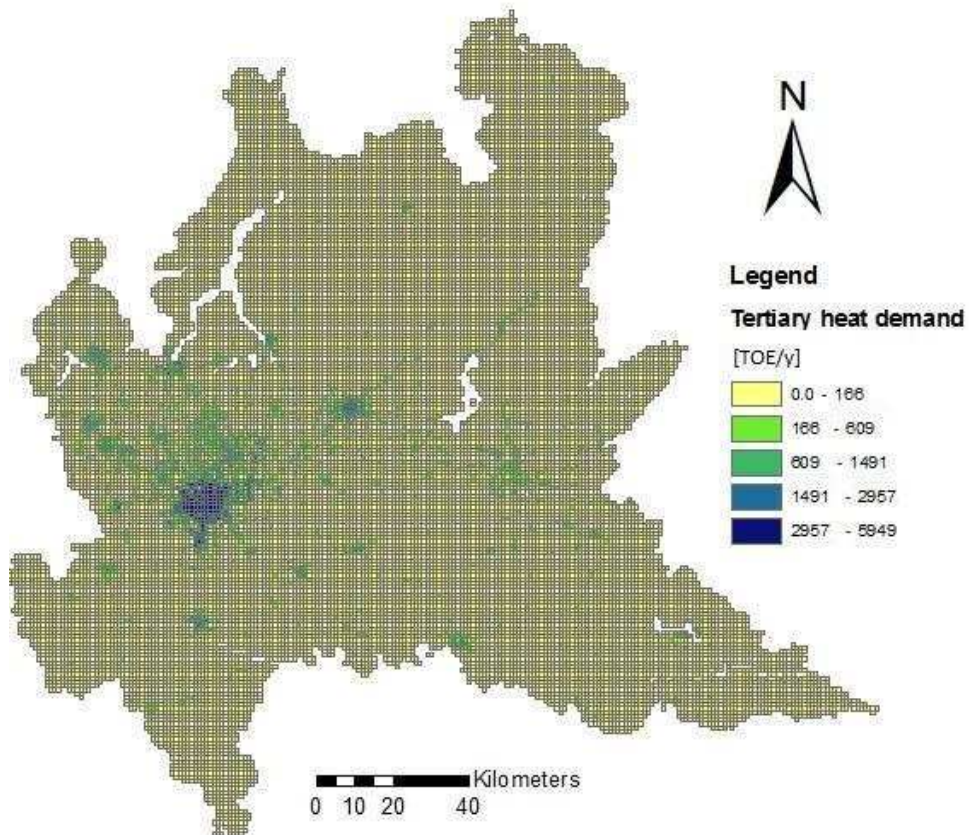 N
Legend
Tertiary heat demand
[TOE/y]
0.0 - 166
166 - 609
609 - 1491
1491 - 2957
2957 - 5949
Kilometers
0 10 20 40